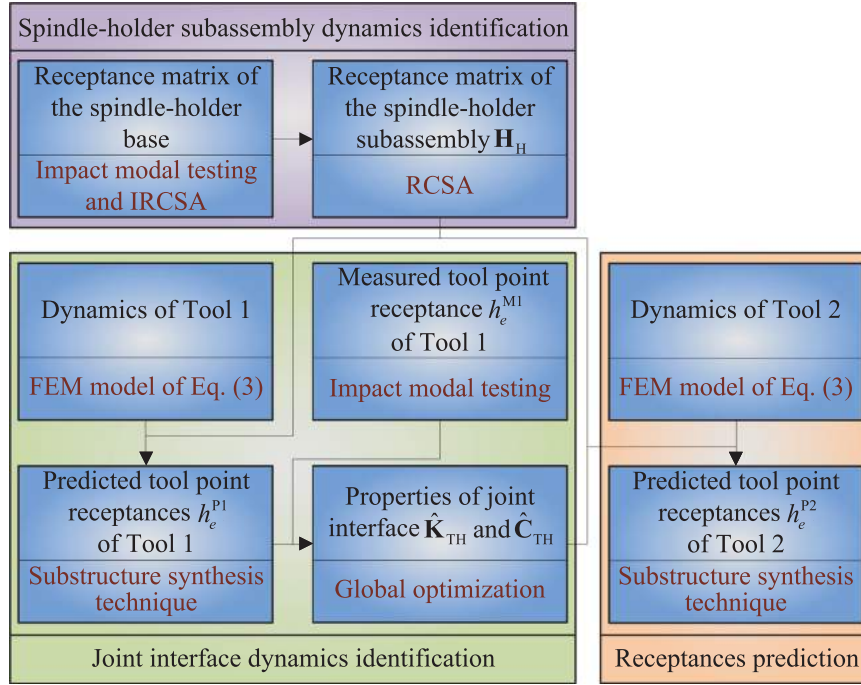 Spindle-holder subassembly dynamics identification
Receptance matrix of
the spindle-holder
base
Impact modal testing
and IRCSA
Receptance matrix of
the spindle-holder
subassembly H_H
RCSA
Dynamics of Tool 1
FEM model of Eq. (3)
Measured tool point
receptance h_e^{M1}
of Tool 1
Impact modal testing
Dynamics of Tool 2
FEM model of Eq. (3)
Predicted tool point
receptances h_e^{P1}
of Tool 1
Substructure synthesis
technique
Properties of joint
interface K̂_TH and Ĉ_TH
Global optimization
Predicted tool point
receptances h_e^{P2}
of Tool 2
Substructure synthesis
technique
Joint interface dynamics identification
Receptances prediction